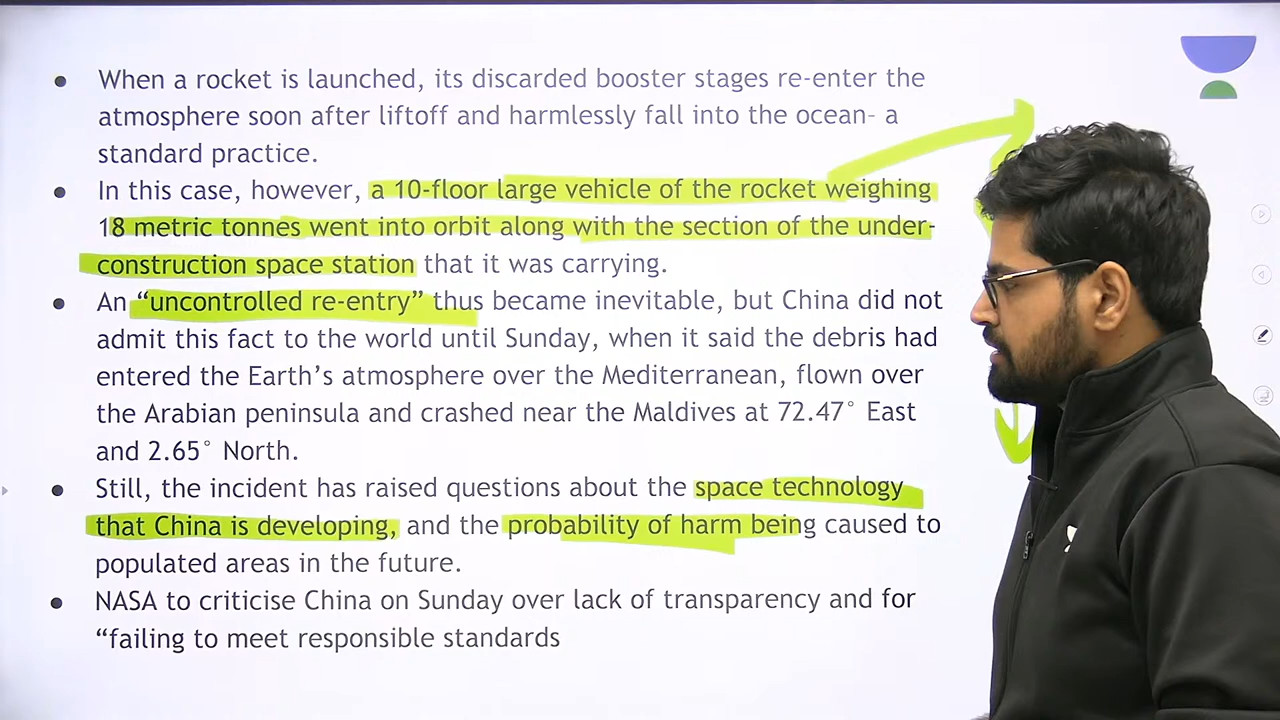 When a rocket is launched, its discarded booster stages re-enter the
atmosphere soon after liftoff and harmlessly fall into the ocean– a
standard practice.
In this case, however, a 10-floor large vehicle of the rocket weighing
18 metric tonnes went into orbit along with the section of the under-
construction space station that it was carrying.
An “uncontrolled re-entry” thus became inevitable, but China did not
admit this fact to the world until Sunday, when it said the debris had
entered the Earth’s atmosphere over the Mediterranean, flown over
the Arabian peninsula and crashed near the Maldives at 72.47° East
and 2.65° North.
Still, the incident has raised questions about the space technology
that China is developing, and the probability of harm being caused to
populated areas in the future.
NASA to criticise China on Sunday over lack of transparency and for
“failing to meet responsible standards